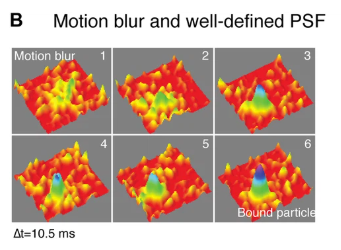 B Motion blur and well-defined PSF
Motion blur 1
2
3
4
5
6
Bound particle
Δt=10.5 ms